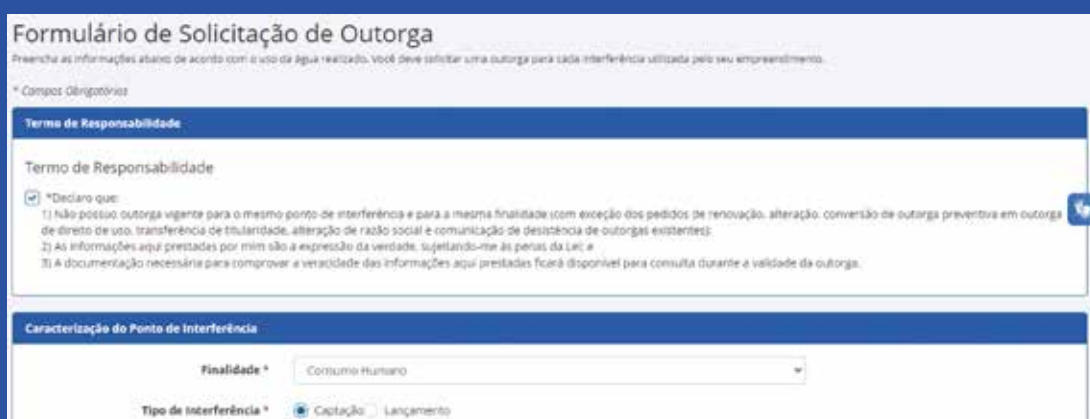 Formulário de Solicitação de Outorga
Preencha as informações abaixo de acordo com o uso da água realizado. Você deve solicitar uma outorga para cada interferência utilizada pelo seu empreendimento.
* Campos Obrigatórios
Termo de Responsabilidade
Termo de Responsabilidade
*Declaro que:
1) Não possuo outorga vigente para o mesmo ponto de interferência e para a mesma finalidade (com exceção dos pedidos de renovação, alteração, conversão de outorga preventiva em outorga
de direito de uso, transferência de titularidade, alteração de razão social e comunicação de desistência de outorgas existentes);
2) As informações aqui prestadas por mim são a expressão da verdade, sujeitando-me às penas da Lei; e
3) A documentação necessária para comprovar a veracidade das informações aqui prestadas ficará disponível para consulta durante a validade da outorga.
Caracterização do Ponto de Interferência
Finalidade * Consumo Humano
Tipo de Interferência * Captação Lançamento